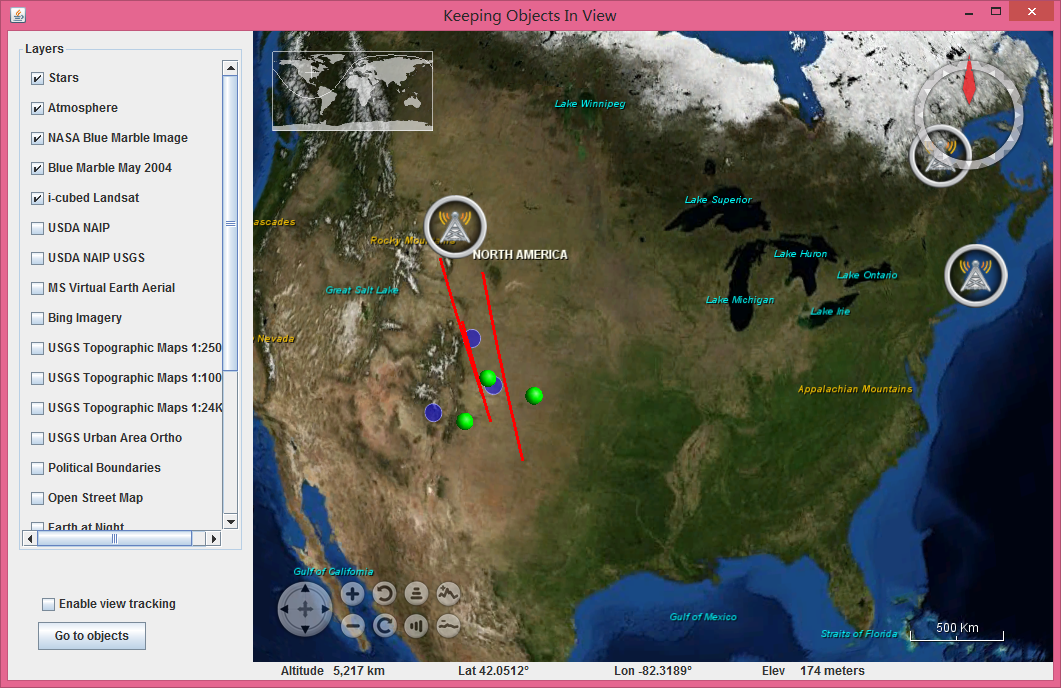 Keeping Objects In View
Layers
Stars
Atmosphere
NASA Blue Marble Image
Blue Marble May 2004
i-cubed Landsat
USDA NAIP
USDA NAIP USGS
MS Virtual Earth Aerial
Bing Imagery
USGS Topographic Maps 1:250
USGS Topographic Maps 1:100
USGS Topographic Maps 1:24K
USGS Urban Area Ortho
Political Boundaries
Open Street Map
Earth at Night
Enable view tracking
Go to objects
Lake Winnipeg
Lake Superior
ascades
Rocky
NORTH AMERICA
Lake Huron
Lake Ontario
Great Salt Lake
Lake Michigan
Lake Irie
Nevada
Appalachian Mountains
Gulf of California
Gulf of Mexico
Straits of Florida
500 Km
Altitude 5,217 km Lat 42.0512° Lon -82.3189° Elev 174 meters